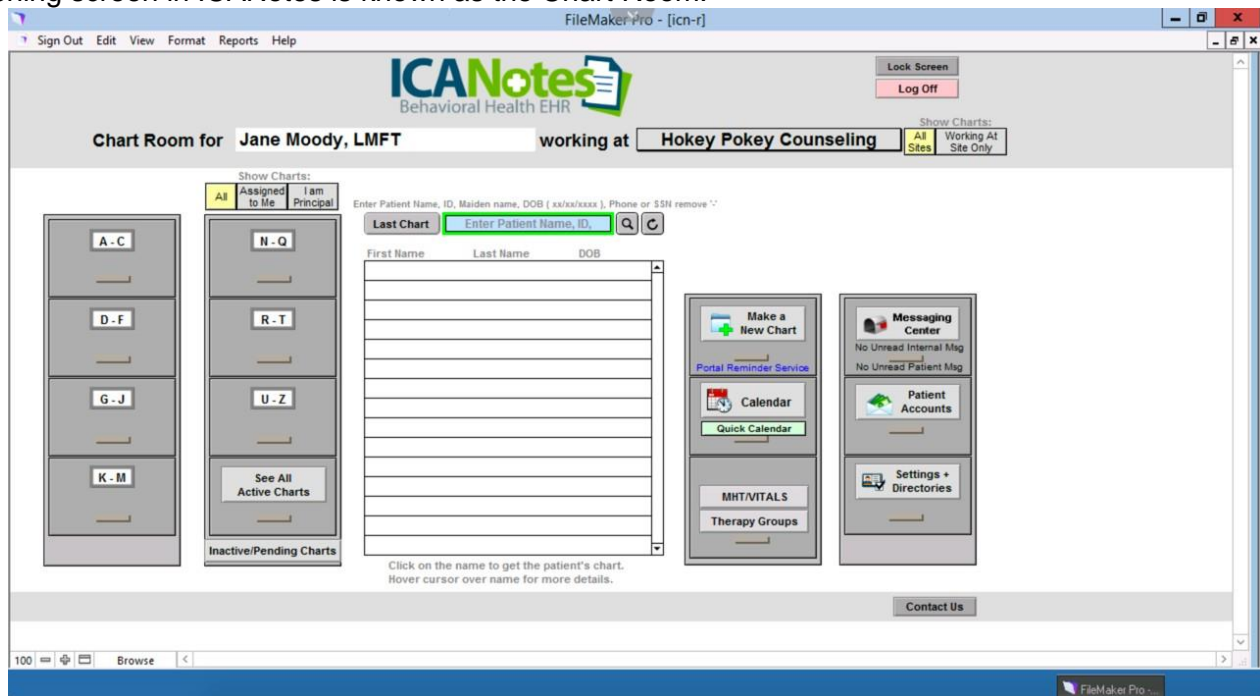 ning screen in ICANotes is known as the Chart Room.
FileMaker Pro - [icn-r]
Sign Out Edit View Format Reports Help
ICANotes
Behavioral Health EHR
Lock Screen
Log Off
Chart Room for Jane Moody, LMFT working at Hokey Pokey Counseling
Show Charts:
All Sites
Working At Site Only
Show Charts:
All
Assigned to Me
I am Principal
Enter Patient Name, ID, Maiden name, DOB ( xx/xx/xxxx ), Phone or SSN remove '-'
Last Chart
Enter Patient Name, ID,
First Name Last Name DOB
A - C
D - F
G - J
K - M
N - Q
R - T
U - Z
See All
Active Charts
Inactive/Pending Charts
Click on the name to get the patient's chart.
Hover cursor over name for more details.
Make a
New Chart
Portal Reminder Service
Calendar
Quick Calendar
MHT/VITALS
Therapy Groups
Messaging
Center
No Unread Internal Msg
No Unread Patient Msg
Patient
Accounts
Settings +
Directories
Contact Us
100 Browse
FileMaker Pro -...